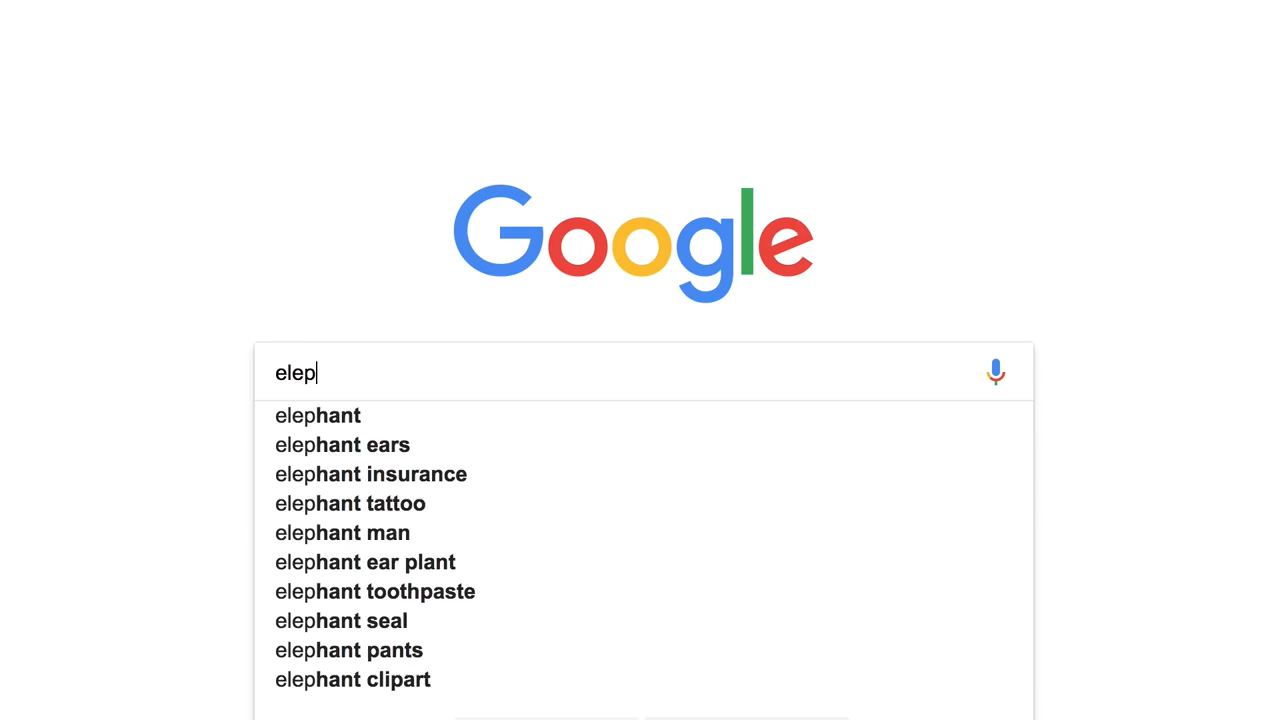 Google
elep
elephant
elephant ears
elephant insurance
elephant tattoo
elephant man
elephant ear plant
elephant toothpaste
elephant seal
elephant pants
elephant clipart